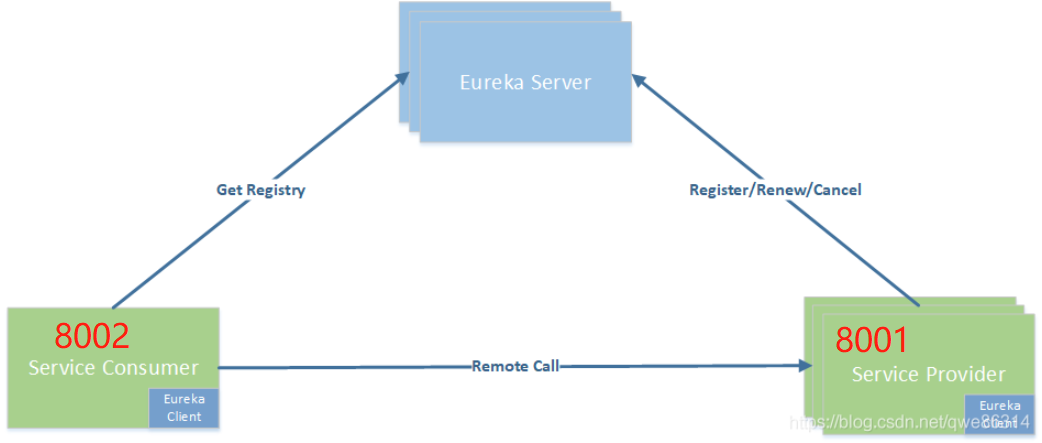 Eureka Server
Get Registry
Register/Renew/Cancel
8002
Service Consumer
Eureka
Client
Remote Call
8001
Service Provider
Eureka
Client
https://blog.csdn.net/qwe86314